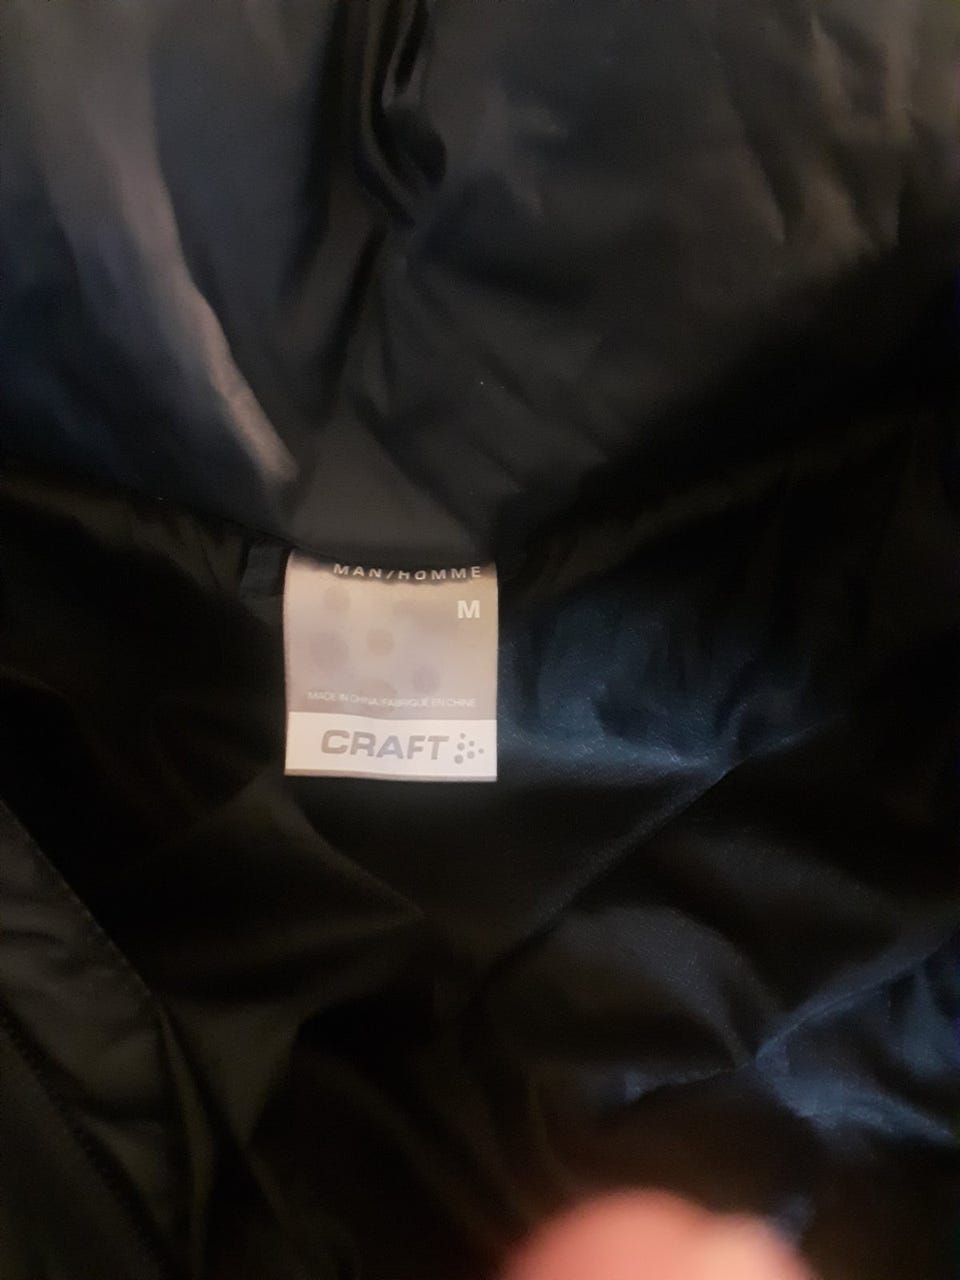 MAN/HOMME
M
MADE IN CHINA/FABRIQUE EN CHINE
CRAFT